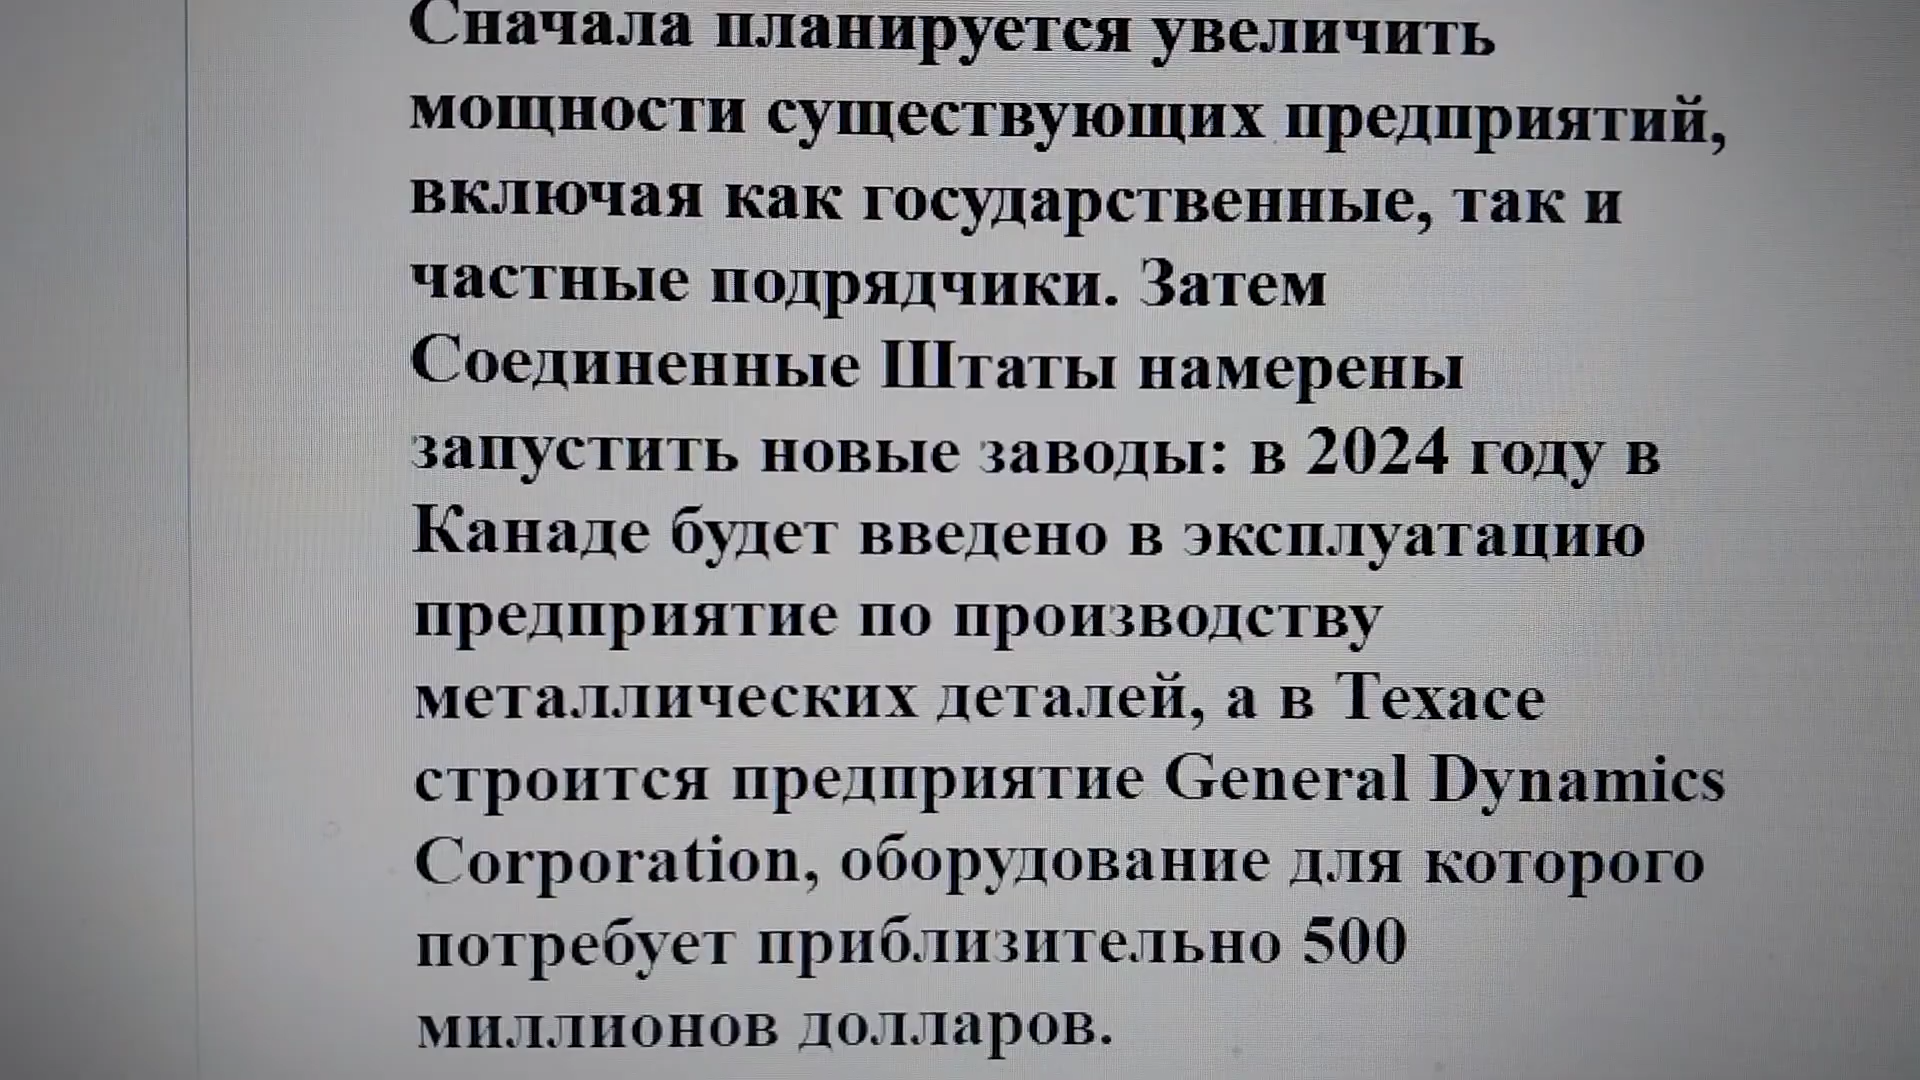 Сначала планируется увеличить
мощности существующих предприятий,
включая как государственные, так и
частные подрядчики. Затем
Соединенные Штаты намерены
запустить новые заводы: в 2024 году в
Канаде будет введено в эксплуатацию
предприятие по производству
металлических деталей, а в Техасе
строится предприятие General Dynamics
Corporation, оборудование для которого
потребует приблизительно 500
миллионов долларов.